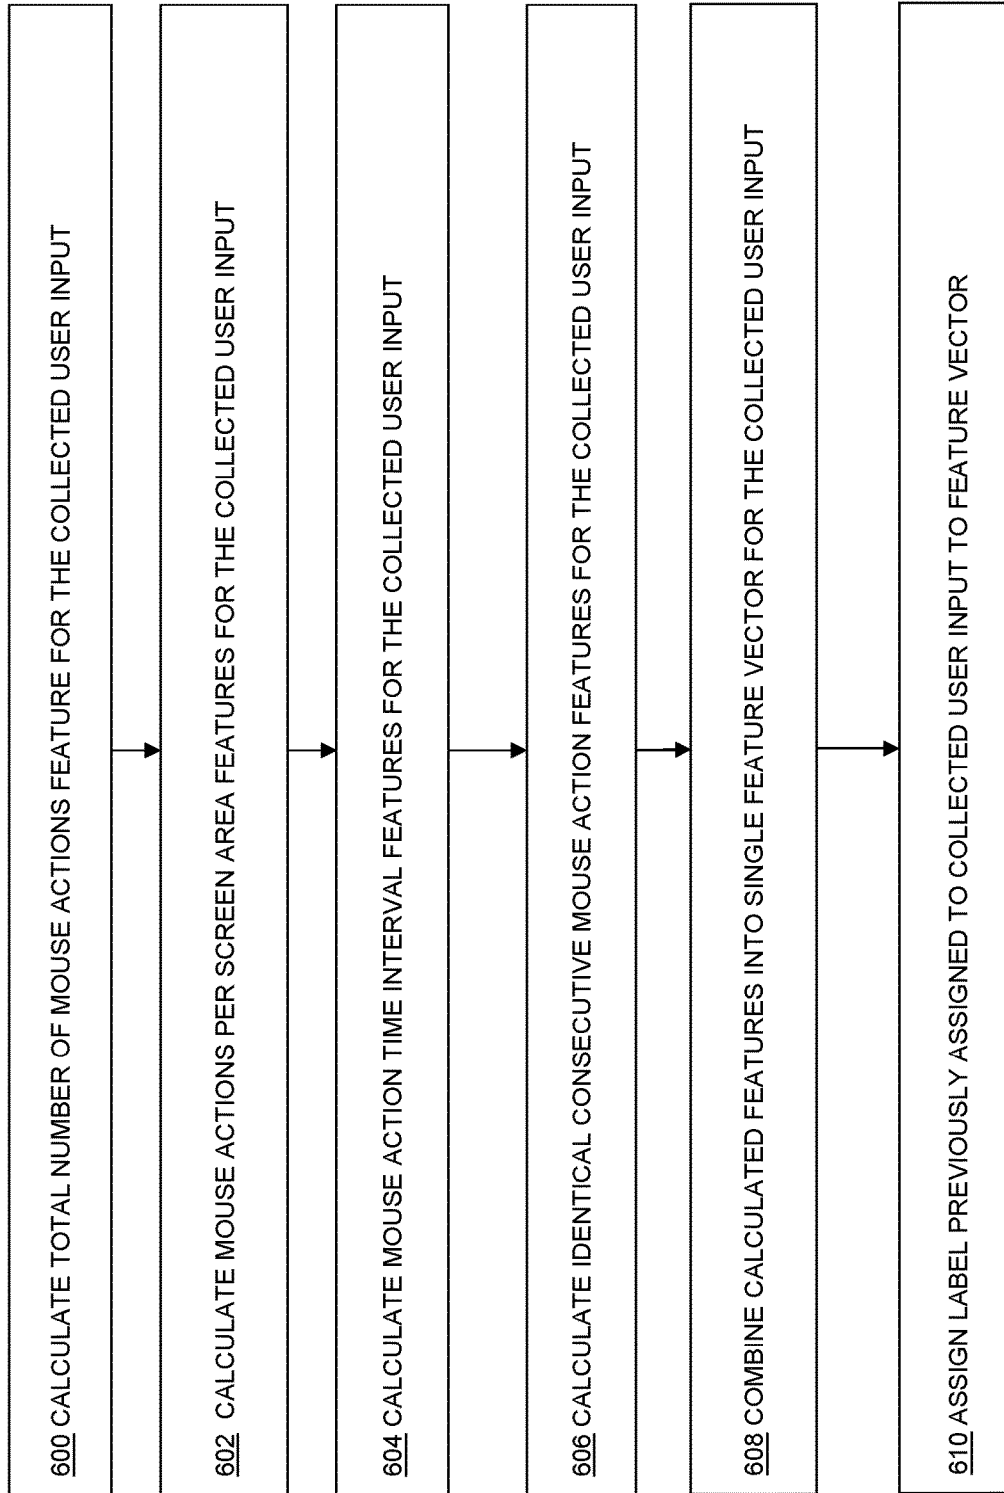 600 CALCULATE TOTAL NUMBER OF MOUSE ACTIONS FEATURE FOR THE COLLECTED USER INPUT
602 CALCULATE MOUSE ACTIONS PER SCREEN AREA FEATURES FOR THE COLLECTED USER INPUT
604 CALCULATE MOUSE ACTION TIME INTERVAL FEATURES FOR THE COLLECTED USER INPUT
606 CALCULATE IDENTICAL CONSECUTIVE MOUSE ACTION FEATURES FOR THE COLLECTED USER INPUT
608 COMBINE CALCULATED FEATURES INTO SINGLE FEATURE VECTOR FOR THE COLLECTED USER INPUT
610 ASSIGN LABEL PREVIOUSLY ASSIGNED TO COLLECTED USER INPUT TO FEATURE VECTOR